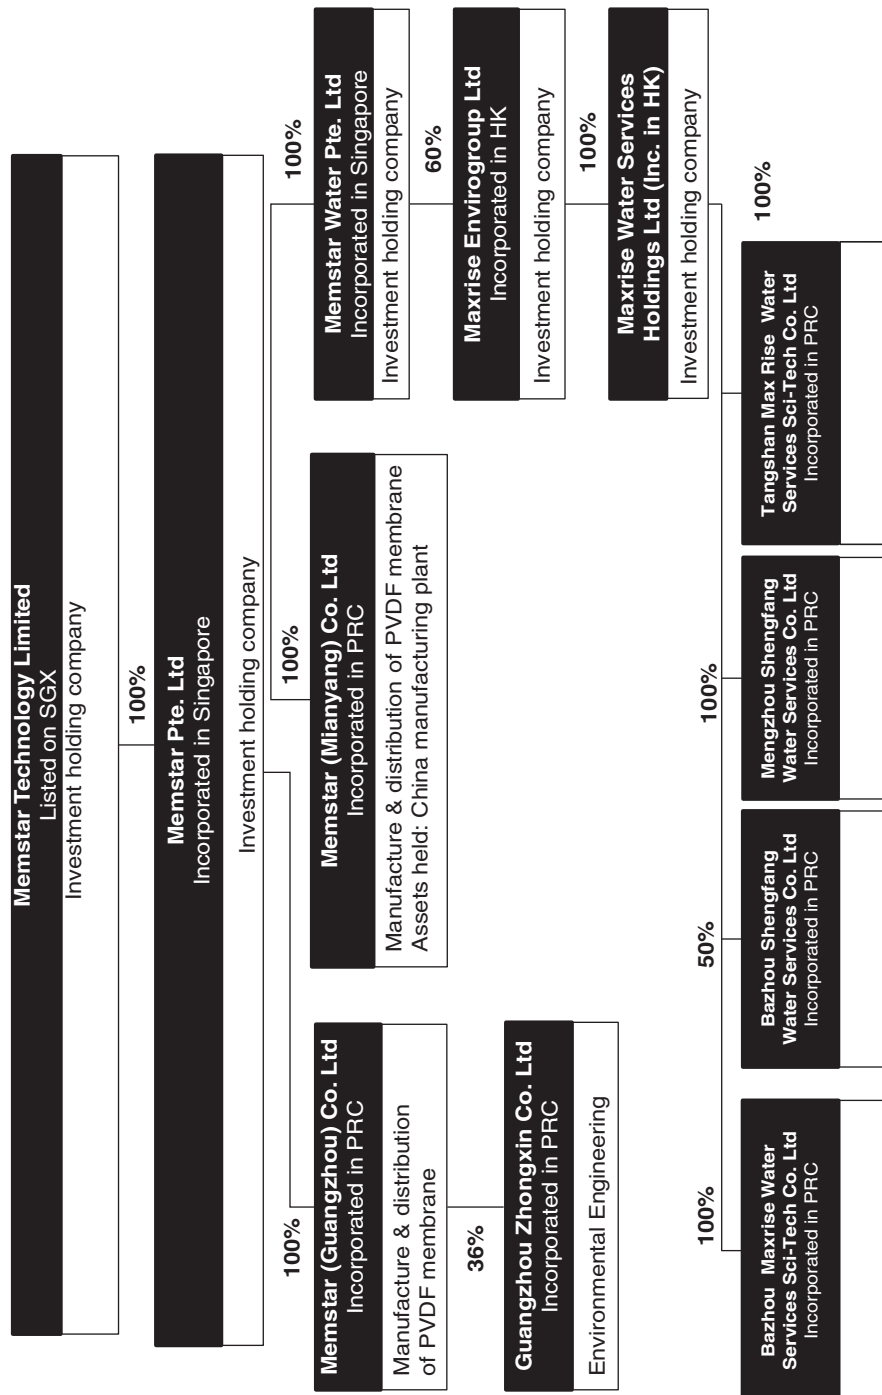 Memstar Technology Limited
Listed on SGX
Investment holding company
100%
Memstar Pte. Ltd
Incorporated in Singapore
Investment holding company
100%
Memstar (Guangzhou) Co. Ltd
Incorporated in PRC
Manufacture & distribution
of PVDF membrane
36%
Guangzhou Zhongxin Co. Ltd
Incorporated in PRC
Environmental Engineering
100%
Memstar (Mianyang) Co. Ltd
Incorporated in PRC
Manufacture & distribution of PVDF membrane
Assets held: China manufacturing plant
100%
Memstar Water Pte. Ltd
Incorporated in Singapore
Investment holding company
60%
Maxrise Envirogroup Ltd
Incorporated in HK
Investment holding company
100%
Maxrise Water Services
Holdings Ltd (Inc. in HK)
Investment holding company
100%
Bazhou Maxrise Water
Services Sci-Tech Co. Ltd
Incorporated in PRC
50%
Bazhou Shengfang
Water Services Co. Ltd
Incorporated in PRC
100%
Mengzhou Shengfang
Water Services Co. Ltd
Incorporated in PRC
100%
Tangshan Max Rise Water
Services Sci-Tech Co. Ltd
Incorporated in PRC